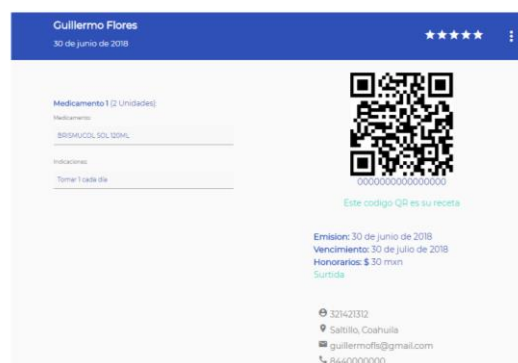 Guillermo Flores
30 de junio de 2018
Medicamento 1 (2 Unidades)
Medicamento:
BRISMUCOL SOL 120ML
Indicaciones:
Tomar 1 cada día
0000000000000000
Este codigo QR es su receta
Emision: 30 de junio de 2018
Vencimiento: 30 de julio de 2018
Honorarios: $ 30 mxn
Surtida
321421312
Saltillo, Coahuila
guillermofls@gmail.com
8440000000